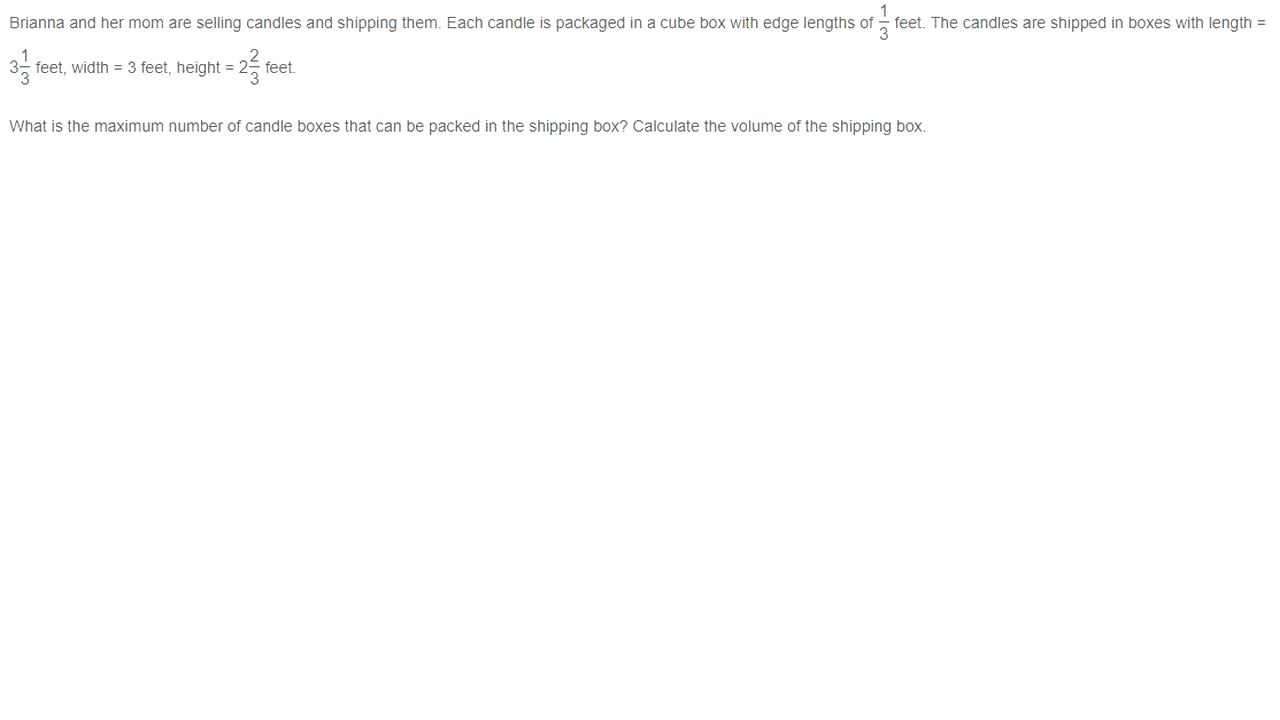 Brianna and her mom are selling candles and shipping them. Each candle is packaged in a cube box with edge lengths of 1/3 feet. The candles are shipped in boxes with length =
3 1/3 feet, width = 3 feet, height = 2 2/3 feet.
What is the maximum number of candle boxes that can be packed in the shipping box? Calculate the volume of the shipping box.